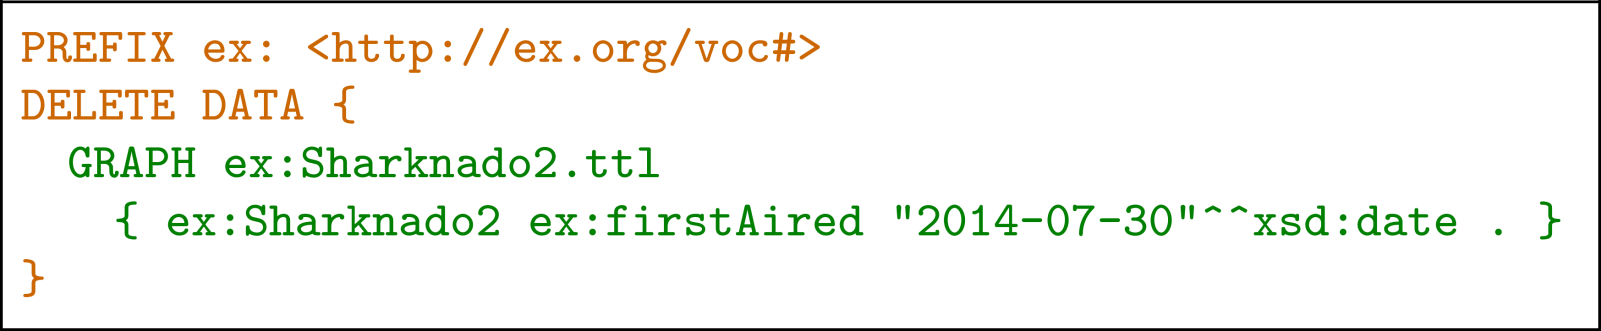 PREFIX ex: <http://ex.org/voc#>
DELETE DATA {
  GRAPH ex:Sharknado2.ttl
    { ex:Sharknado2 ex:firstAired "2014-07-30"^^xsd:date . }
}